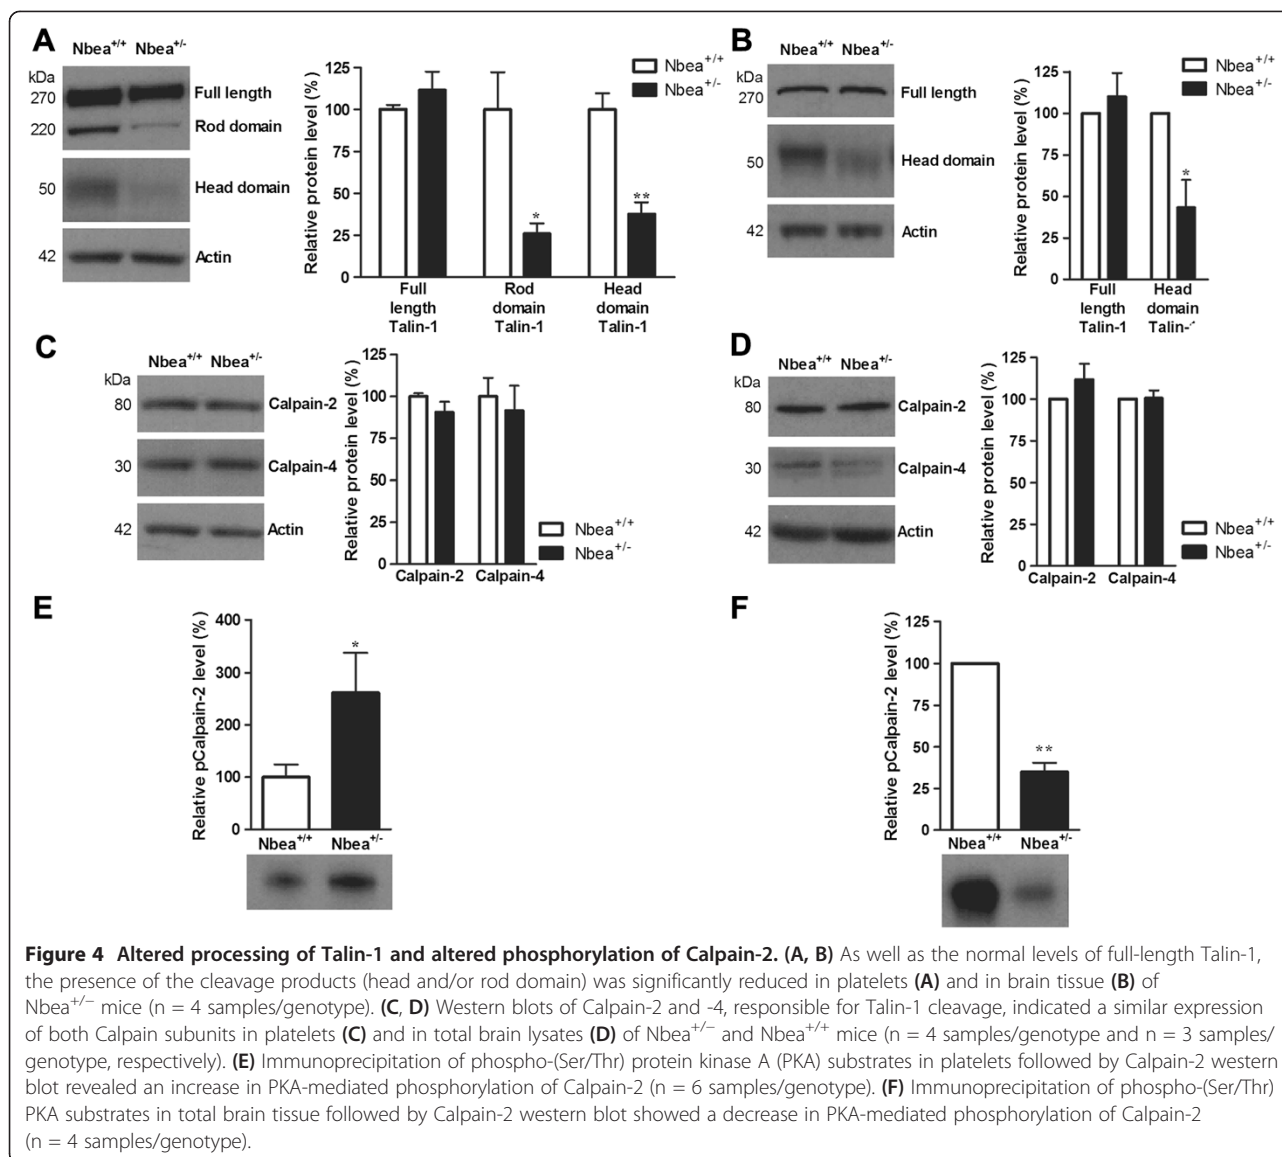 A
Nbea+/+ Nbea+/-
kDa
270 Full length
220 Rod domain
50 Head domain
42 Actin
Relative protein level (%)
125
100
75
50
25
0
Nbea+/+
Nbea+/-
*
**
Full length Talin-1
Rod domain Talin-1
Head domain Talin-1
B
Nbea+/+ Nbea+/-
kDa
270 Full length
50 Head domain
42 Actin
Relative protein level (%)
125
100
75
50
25
0
Nbea+/+
Nbea+/-
*
Full length Talin-1
Head domain Talin-1
C
Nbea+/+ Nbea+/-
kDa
80 Calpain-2
30 Calpain-4
42 Actin
Relative protein level (%)
125
100
75
50
25
0
Calpain-2 Calpain-4
Nbea+/+
Nbea+/-
D
Nbea+/+ Nbea+/-
kDa
80 Calpain-2
30 Calpain-4
42 Actin
Relative protein level (%)
125
100
75
50
25
0
Calpain-2 Calpain-4
Nbea+/+
Nbea+/-
E
Relative pCalpain-2 level (%)
400
300
200
100
0
*
Nbea+/+ Nbea+/-
F
Relative pCalpain-2 level (%)
125
100
75
50
25
0
**
Nbea+/+ Nbea+/-
Figure 4 Altered processing of Talin-1 and altered phosphorylation of Calpain-2. (A, B) As well as the normal levels of full-length Talin-1,
the presence of the cleavage products (head and/or rod domain) was significantly reduced in platelets (A) and in brain tissue (B) of
Nbea+/− mice (n = 4 samples/genotype). (C, D) Western blots of Calpain-2 and -4, responsible for Talin-1 cleavage, indicated a similar expression
of both Calpain subunits in platelets (C) and in total brain lysates (D) of Nbea+/− and Nbea+/+ mice (n = 4 samples/genotype and n = 3 samples/
genotype, respectively). (E) Immunoprecipitation of phospho-(Ser/Thr) protein kinase A (PKA) substrates in platelets followed by Calpain-2 western
blot revealed an increase in PKA-mediated phosphorylation of Calpain-2 (n = 6 samples/genotype). (F) Immunoprecipitation of phospho-(Ser/Thr)
PKA substrates in total brain tissue followed by Calpain-2 western blot showed a decrease in PKA-mediated phosphorylation of Calpain-2
(n = 4 samples/genotype).